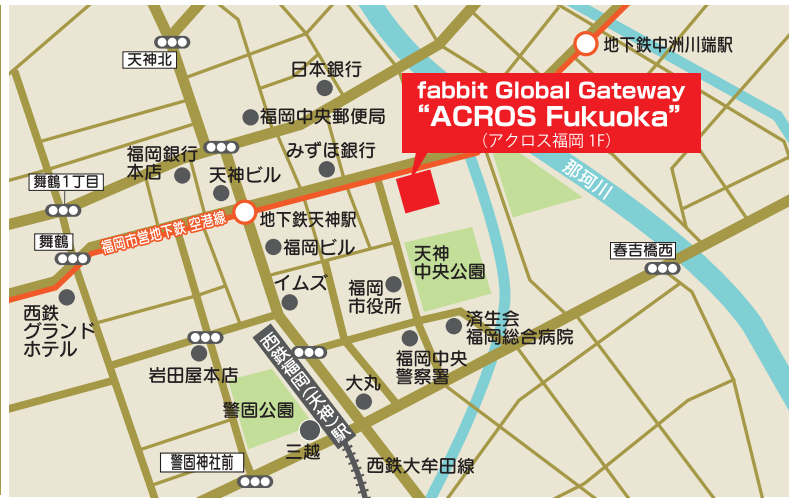 地下鉄中洲川端駅
天神北
日本銀行
fabbit Global Gateway
“ACROS Fukuoka”
(アクロス福岡 1F)
福岡中央郵便局
みずほ銀行
福岡銀行
本店
天神ビル
舞鶴1丁目
那珂川
地下鉄天神駅
福岡市営地下鉄 空港線
舞鶴
福岡ビル
天神
中央公園
春吉橋西
イムズ
福岡
市役所
西鉄
グランド
ホテル
済生会
福岡総合病院
西鉄福岡(天神)駅
福岡中央
警察署
岩田屋本店
大丸
警固公園
三越
警固神社前
西鉄大牟田線